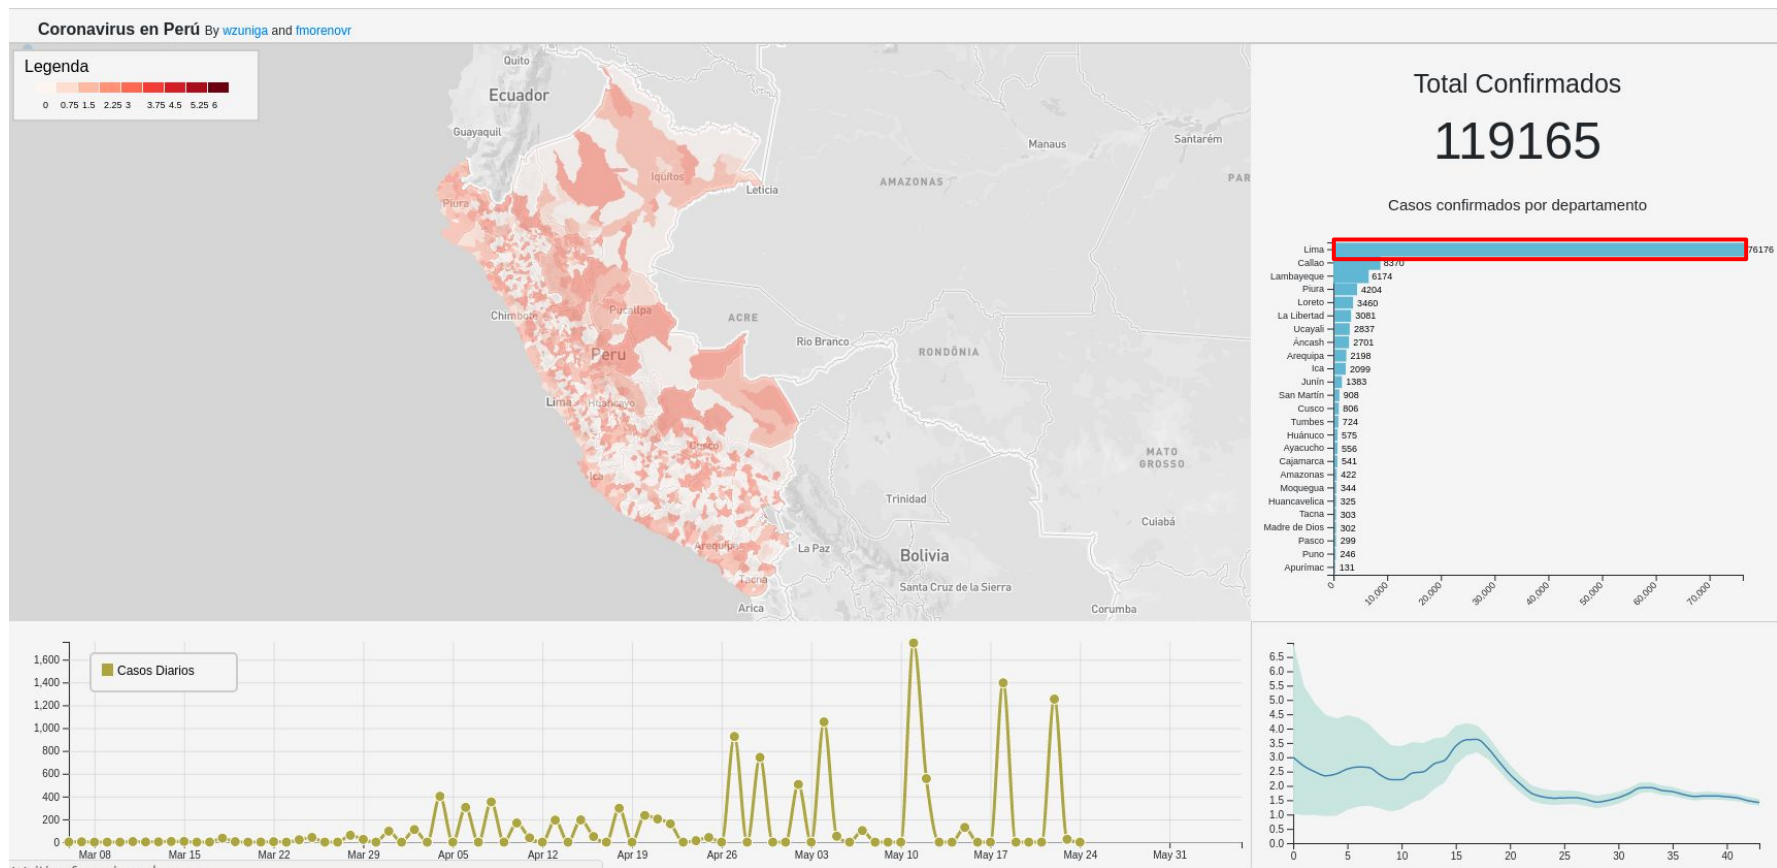 Coronavirus en Perú By wzuniga and fmorenovr
Legenda
0 0.75 1.5 2.25 3 3.75 4.5 5.25 6
Quito
Ecuador
Guayaquil
Manaus
Santarém
AMAZONAS
PAR
Iquitos
Leticia
Piura
Chimbote
Pucallpa
ACRE
Rio Branco
RONDÔNIA
Peru
Lima
Huancayo
Cusco
MATO
GROSSO
Ica
Trinidad
Cuiabá
Arequipa
La Paz
Bolivia
Tacna
Santa Cruz de la Sierra
Arica
Corumba
Total Confirmados
119165
Casos confirmados por departamento
Lima 76176
Callao 8370
Lambayeque 6174
Piura 4204
Loreto 3460
La Libertad 3081
Ucayali 2837
Áncash 2701
Arequipa 2198
Ica 2099
Junín 1383
San Martín 908
Cusco 806
Tumbes 724
Huánuco 575
Ayacucho 556
Cajamarca 541
Amazonas 422
Moquegua 344
Huancavelica 325
Tacna 303
Madre de Dios 302
Pasco 299
Puno 246
Apurímac 131
0 10,000 20,000 30,000 40,000 50,000 60,000 70,000
Casos Diarios
1,600
1,400
1,200
1,000
800
600
400
200
0
Mar 08 Mar 15 Mar 22 Mar 29 Apr 05 Apr 12 Apr 19 Apr 26 May 03 May 10 May 17 May 24 May 31
6.5
6.0
5.5
5.0
4.5
4.0
3.5
3.0
2.5
2.0
1.5
1.0
0.5
0.0
0 5 10 15 20 25 30 35 40